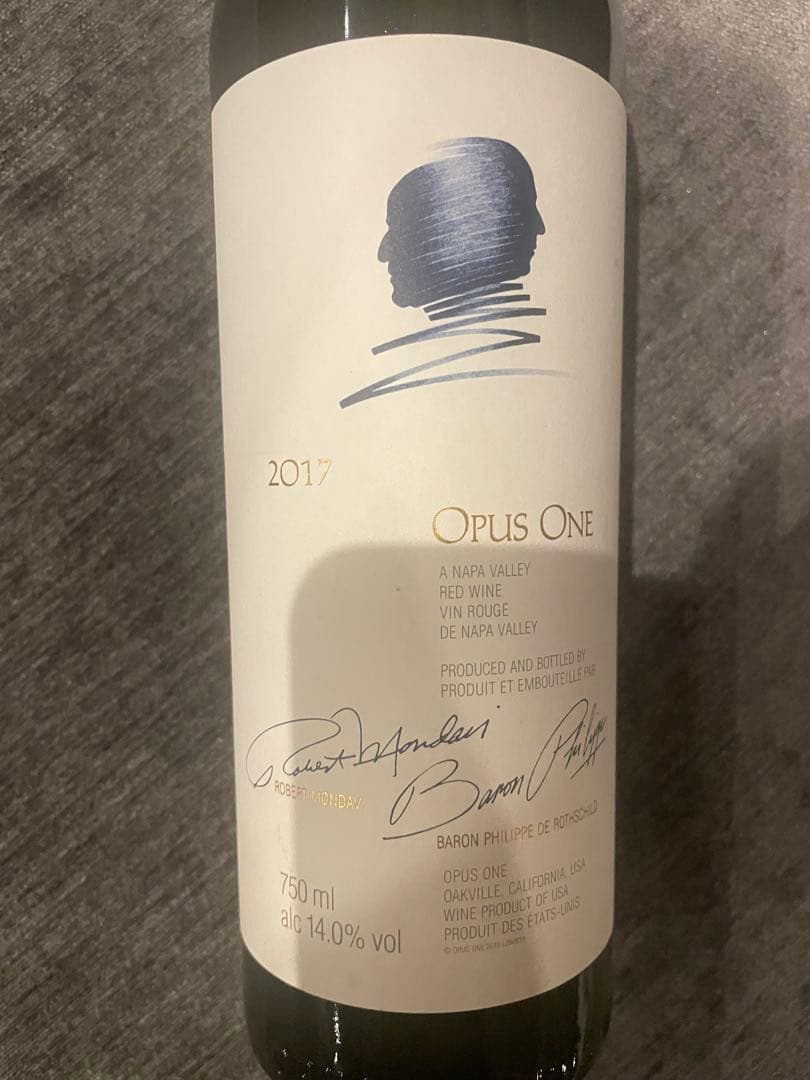 2017
OPUS ONE
A NAPA VALLEY
RED WINE
VIN ROUGE
DE NAPA VALLEY
PRODUCED AND BOTTLED BY
PRODUIT ET EMBOUTEILLÉ PAR
Robert Mondavi
Baron Philippe
ROBERT MONDAVI
BARON PHILIPPE DE ROTHSCHILD
750 ml
alc 14.0% vol
OPUS ONE
OAKVILLE, CALIFORNIA, USA
WINE PRODUCT OF USA
PRODUIT DES ÉTATS-UNIS
© OPUS ONE